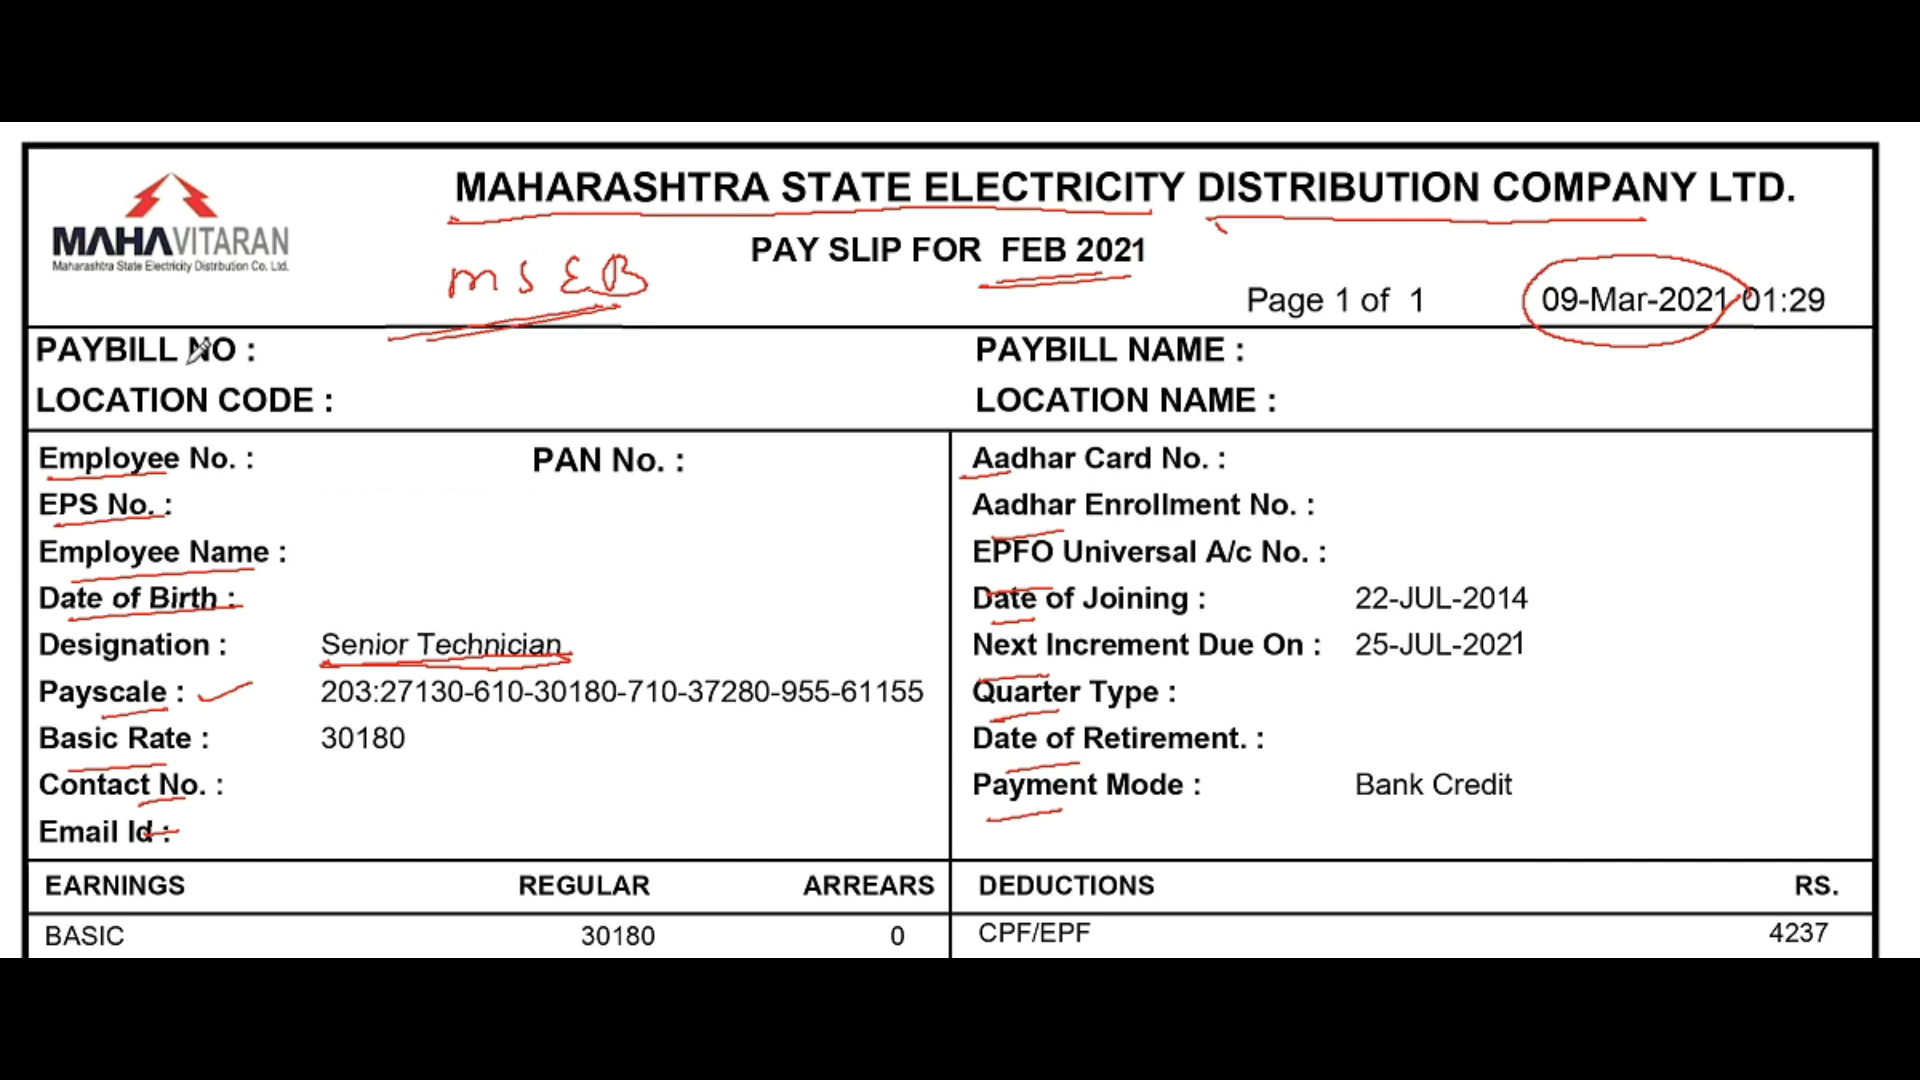 MAHARASHTRA STATE ELECTRICITY DISTRIBUTION COMPANY LTD.
MAHAVITARAN
Maharashtra State Electricity Distribution Co. Ltd.
PAY SLIP FOR FEB 2021
MSEB
Page 1 of 1 09-Mar-2021 01:29
PAYBILL NO : PAYBILL NAME :
LOCATION CODE : LOCATION NAME :
Employee No. : PAN No. : Aadhar Card No. :
EPS No. : Aadhar Enrollment No. :
Employee Name : EPFO Universal A/c No. :
Date of Birth : Date of Joining : 22-JUL-2014
Designation : Senior Technician Next Increment Due On : 25-JUL-2021
Payscale : 203:27130-610-30180-710-37280-955-61155 Quarter Type :
Basic Rate : 30180 Date of Retirement. :
Contact No. : Payment Mode : Bank Credit
Email Id :
EARNINGS REGULAR ARREARS DEDUCTIONS RS.
BASIC 30180 0 CPF/EPF 4237